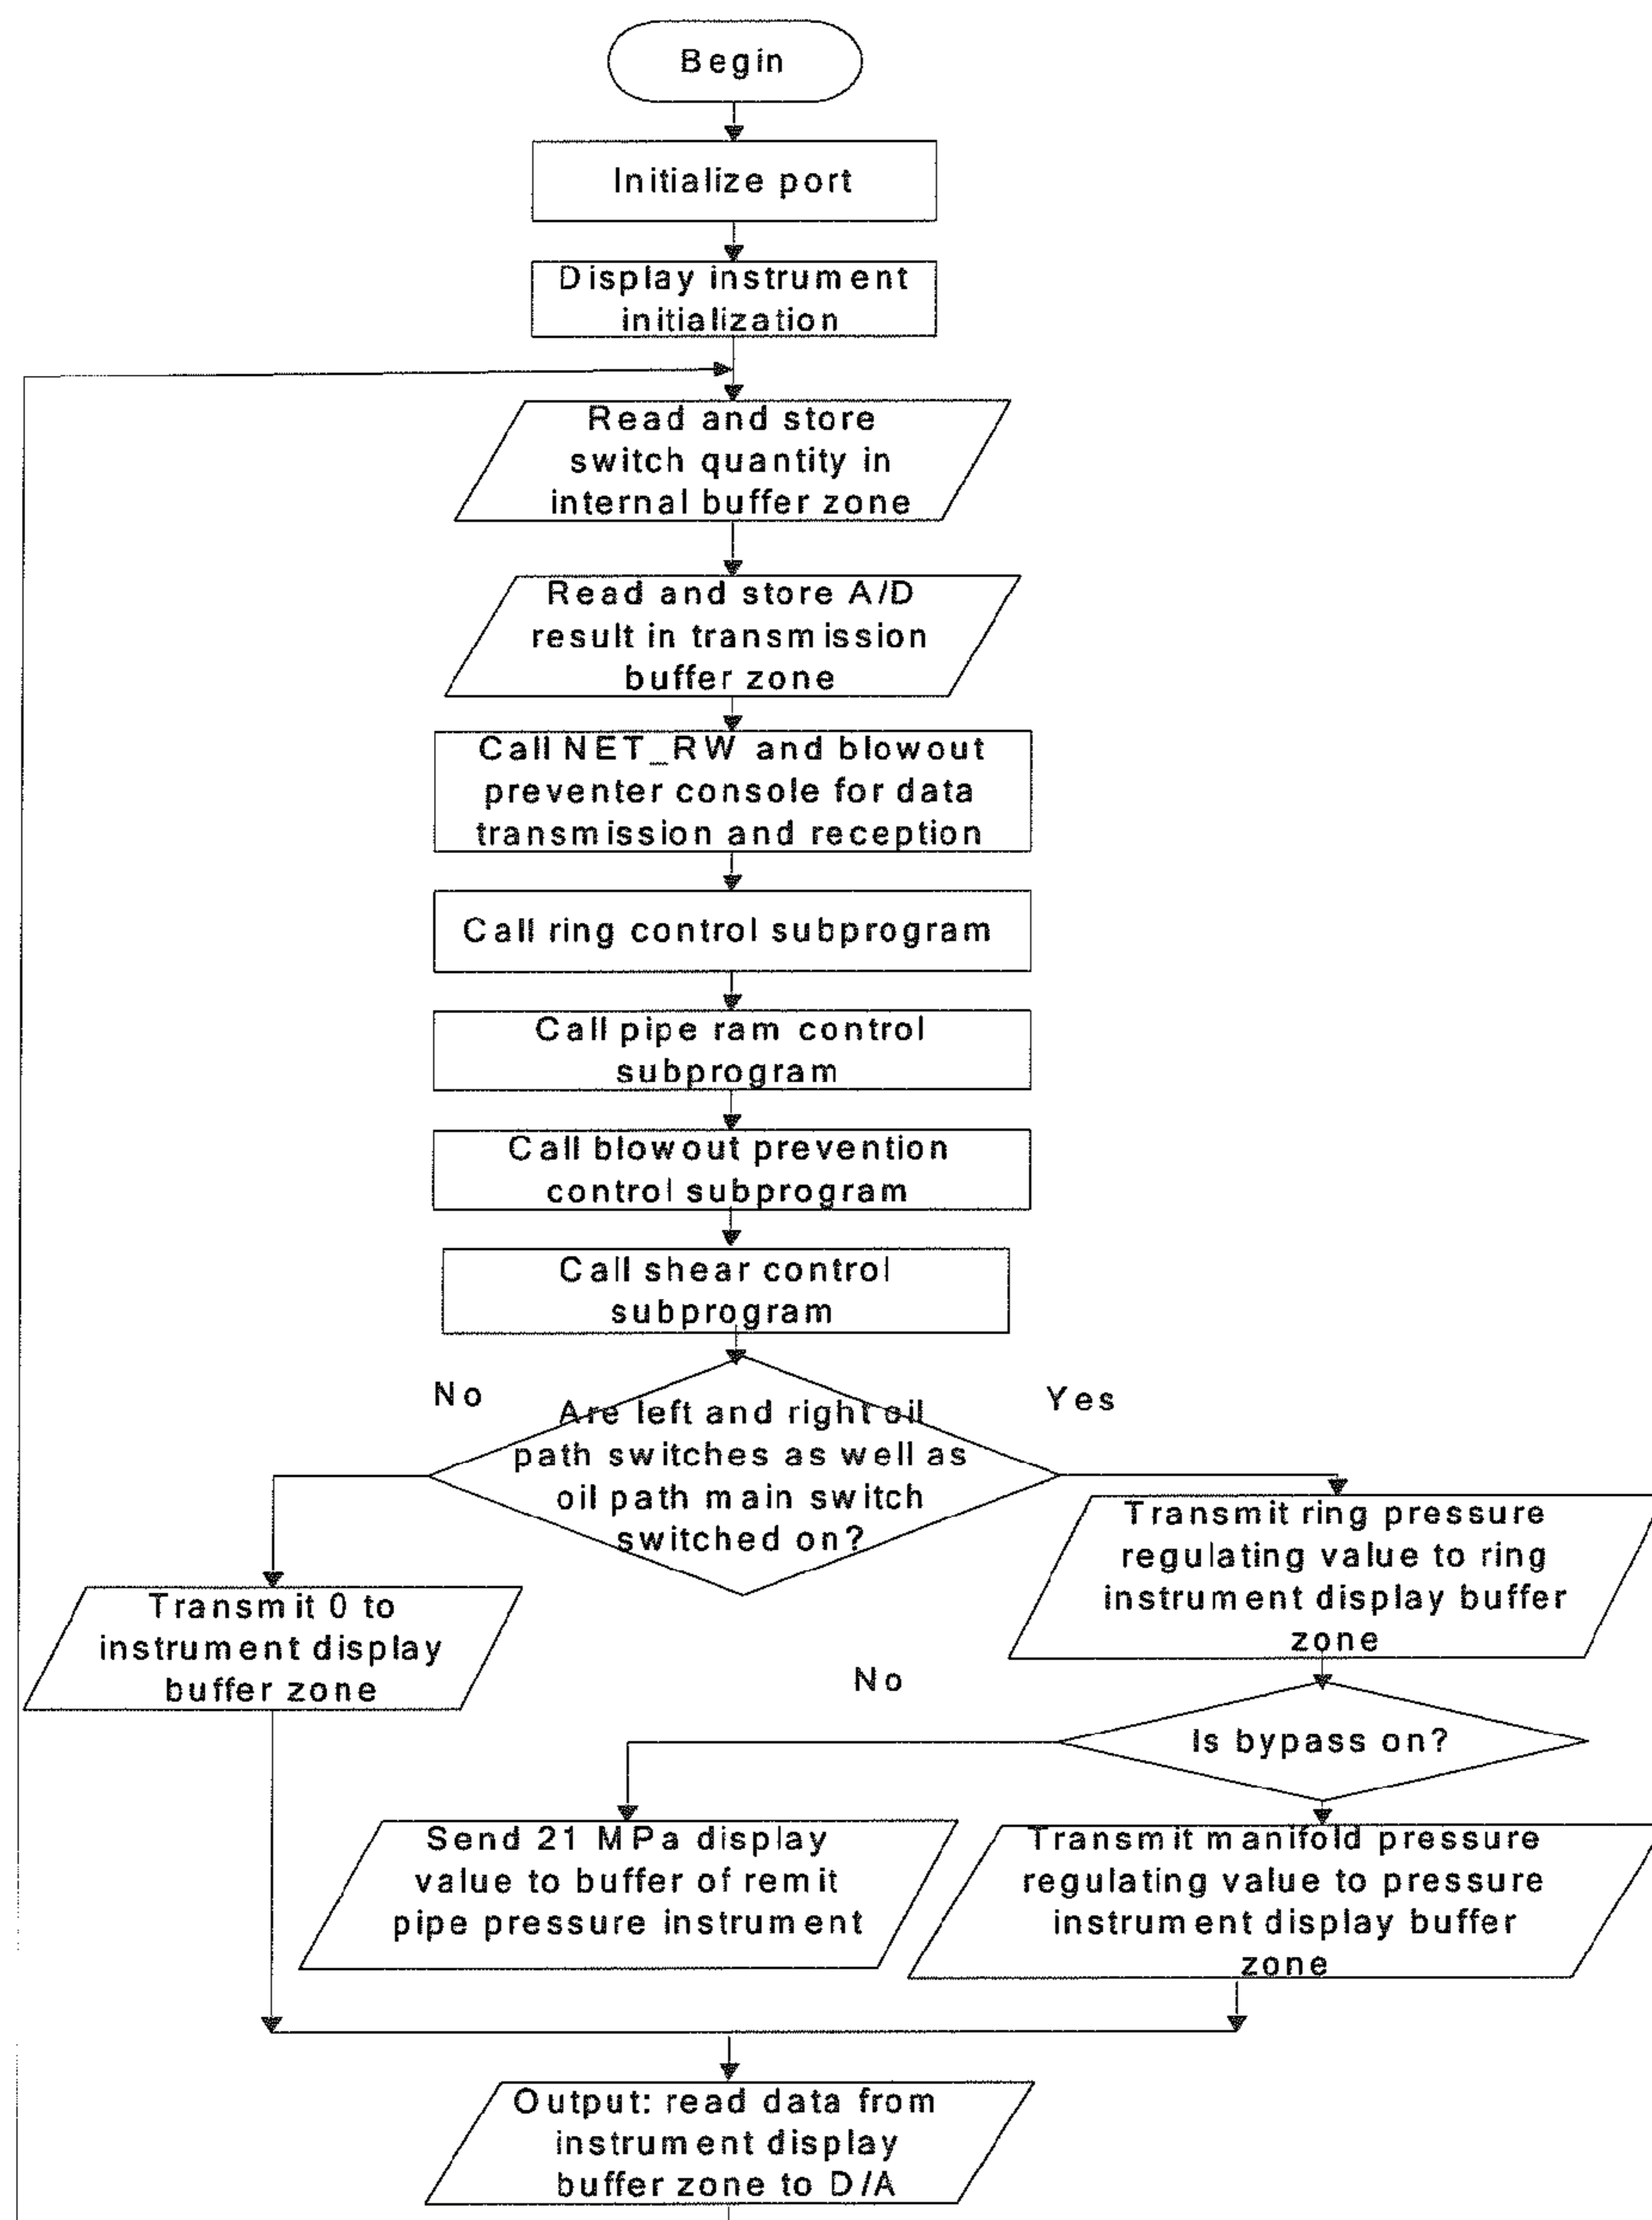 Begin
Initialize port
Display instrument
initialization
Read and store
switch quantity in
internal buffer zone
Read and store A/D
result in transmission
buffer zone
Call NET_RW and blowout
preventer console for data
transmission and reception
Call ring control subprogram
Call pipe ram control
subprogram
Call blowout prevention
control subprogram
Call shear control
subprogram
No
Yes
Are left and right oil
path switches as well as
oil path main switch
switched on?
Transmit ring pressure
regulating value to ring
instrument display buffer
zone
Transmit 0 to
instrument display
buffer zone
No
Is bypass on?
Send 21 MPa display
value to buffer of remit
pipe pressure instrument
Transmit manifold pressure
regulating value to pressure
instrument display buffer
zone
Output: read data from
instrument display
buffer zone to D/A